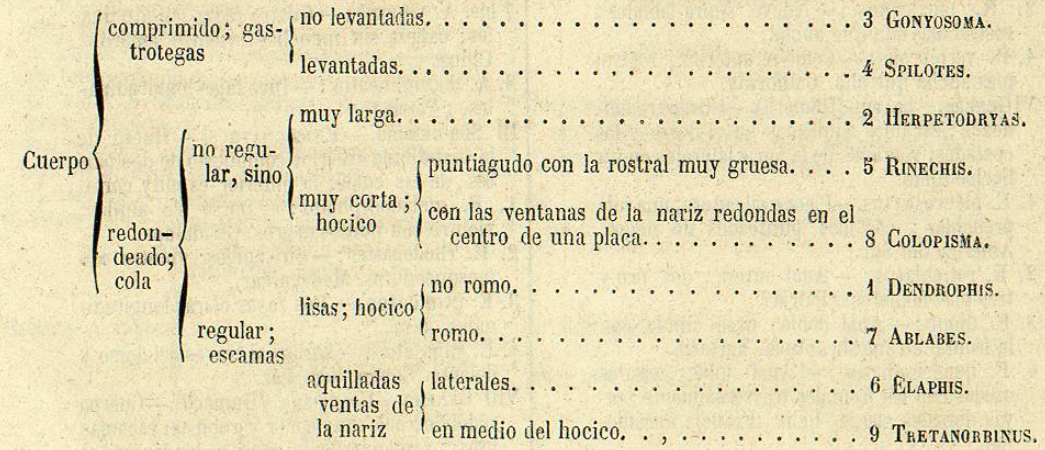 no levantadas. . . . . . . . . . . . . . . . . . . . . . 3 GONYOSOMA.
comprimido; gas-
trotegas
levantadas. . . . . . . . . . . . . . . . . . . . . . . 4 SPILOTES.
muy larga. . . . . . . . . . . . . . . . . . . . . . . 2 HERPETODRYAS.
no regu-
lar, sino
Cuerpo
puntiagudo con la rostral muy gruesa. . . . 5 RINECHIS.
muy corta;
hocico
con las ventanas de la nariz redondas en el
centro de una placa. . . . . . . . . . . 8 COLOPISMA.
redon-
deado;
cola
no romo. . . . . . . . . . . . . . . . . 1 DENDROPHIS.
lisas; hocico
regular;
escamas
romo. . . . . . . . . . . . . . . . . . 7 ABLABES.
aquilladas
ventas de
la nariz
laterales. . . . . . . . . . . . . . . . . 6 ELAPHIS.
en medio del hocico. . , . . . . . . . . . 9 TRETANORBINUS.